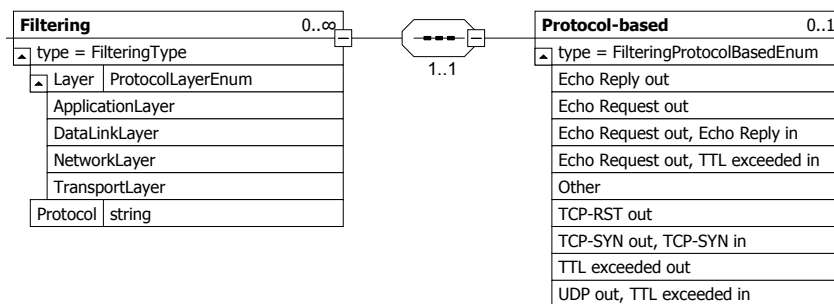 Filtering 0..∞
type = FilteringType
Layer ProtocolLayerEnum
ApplicationLayer
DataLinkLayer
NetworkLayer
TransportLayer
Protocol string
1..1
Protocol-based 0..1
type = FilteringProtocolBasedEnum
Echo Reply out
Echo Request out
Echo Request out, Echo Reply in
Echo Request out, TTL exceeded in
Other
TCP-RST out
TCP-SYN out, TCP-SYN in
TTL exceeded out
UDP out, TTL exceeded in